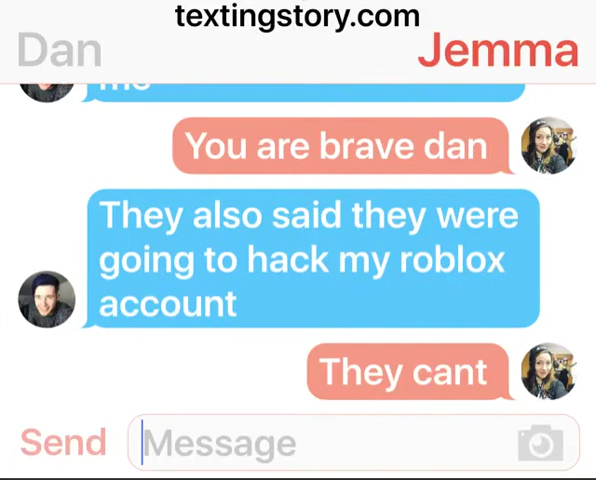 textingstory.com
Dan
Jemma
me
You are brave dan
They also said they were
going to hack my roblox
account
They cant
Send
Message